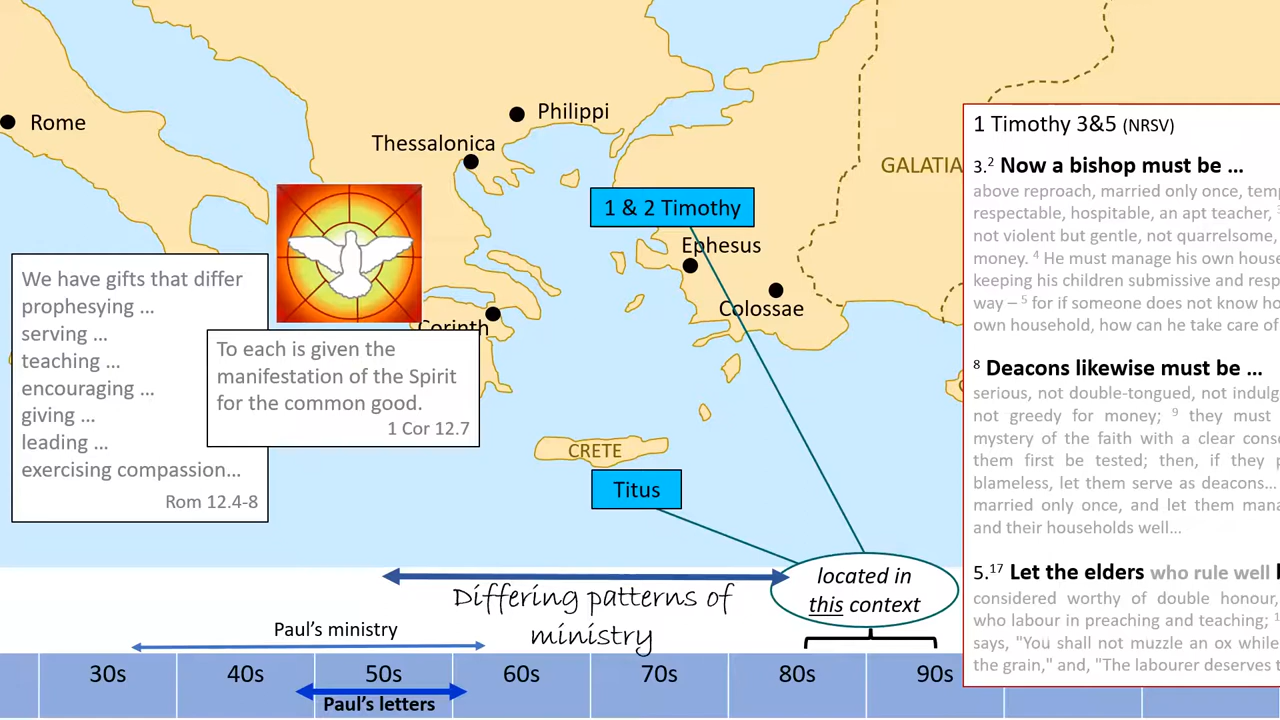 Rome
Philippi
Thessalonica
GALATIA
1 & 2 Timothy
Ephesus
Colossae
Corinth
CRETE
Titus
We have gifts that differ
prophesying ...
serving ...
teaching ...
encouraging ...
giving ...
leading ...
exercising compassion...
Rom 12.4-8
To each is given the
manifestation of the Spirit
for the common good.
1 Cor 12.7
1 Timothy 3&5 (NRSV)
3.² Now a bishop must be ...
above reproach, married only once,
respectable, hospitable, an apt teacher,
not violent but gentle, not quarrelsome,
money. ⁴ He must manage his own
keeping his children submissive and
way – ⁵ for if someone does not know
own household, how can he take care of
⁸ Deacons likewise must be ...
serious, not double-tongued, not
not greedy for money; ⁹ they must
mystery of the faith with a clear
them first be tested; then, if they
blameless, let them serve as deacons...
married only once, and let them
and their households well...
5.¹⁷ Let the elders who rule well
considered worthy of double honour,
who labour in preaching and teaching;
says, "You shall not muzzle an ox while
the grain," and, "The labourer deserves
located in
this context
Differing patterns of
ministry
Paul's ministry
30s 40s 50s 60s 70s 80s 90s
Paul's letters